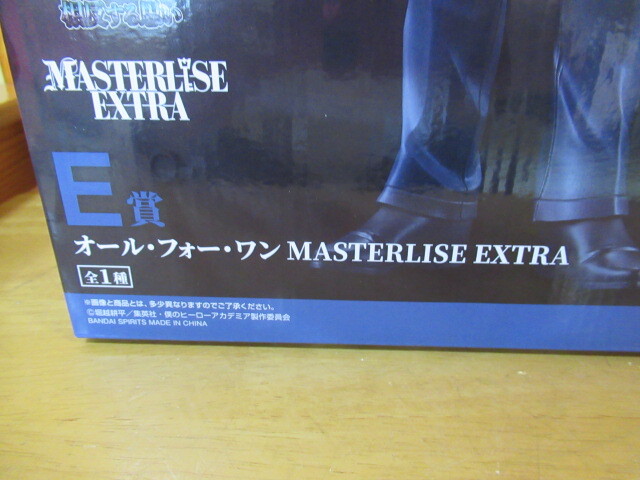 MASTERLISE
EXTRA
E賞
オール・フォー・ワン MASTERLISE EXTRA
全1種
※画像と商品とは、多少異なりますのでご了承ください。
©堀越耕平／集英社・僕のヒーローアカデミア製作委員会
BANDAI SPIRITS MADE IN CHINA